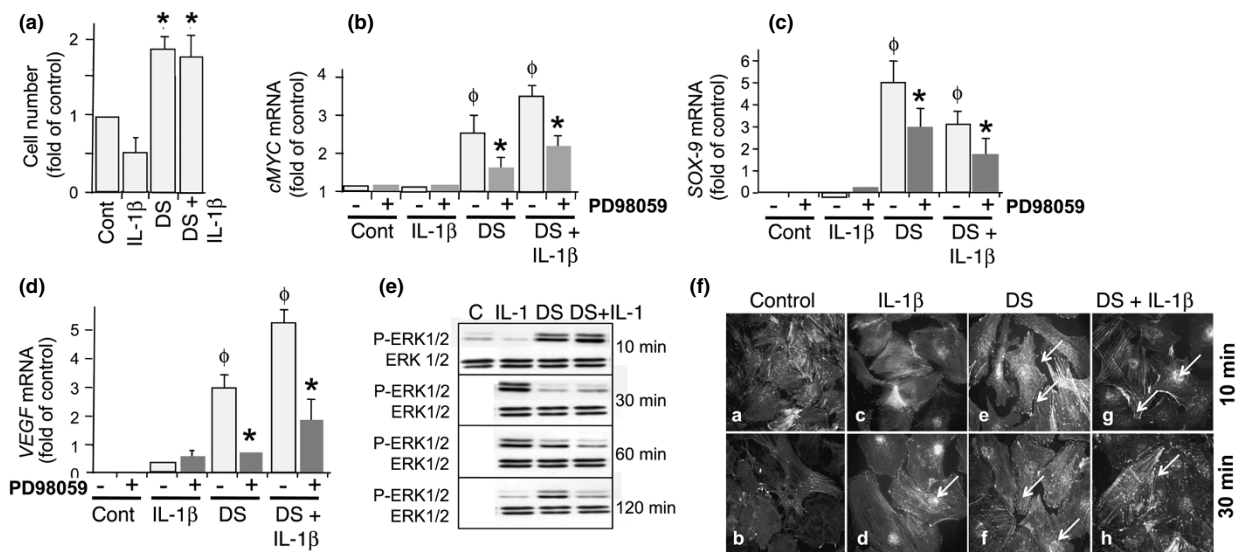 (a)
Cell number
(fold of control)
2
1
0
* *
Cont
IL-1β
DS
DS +
IL-1β
(b)
cMYC mRNA
(fold of control)
4
3
2
1
ϕ * ϕ *
- + - + - + - + PD98059
Cont IL-1β DS DS +
IL-1β
(c)
SOX-9 mRNA
(fold of control)
6
5
4
3
2
1
0
ϕ * ϕ *
- + - + - + - + PD98059
Cont IL-1β DS DS +
IL-1β
(d)
VEGF mRNA
(fold of control)
5
4
3
2
1
0
ϕ * ϕ *
PD98059 - + - + - + - +
Cont IL-1β DS DS +
IL-1β
(e)
C IL-1 DS DS+IL-1
P-ERK1/2
ERK 1/2
10 min
P-ERK1/2
ERK1/2
30 min
P-ERK1/2
ERK1/2
60 min
P-ERK1/2
ERK1/2
120 min
(f)
Control IL-1β DS DS + IL-1β
a c e g
10 min
b d f h
30 min